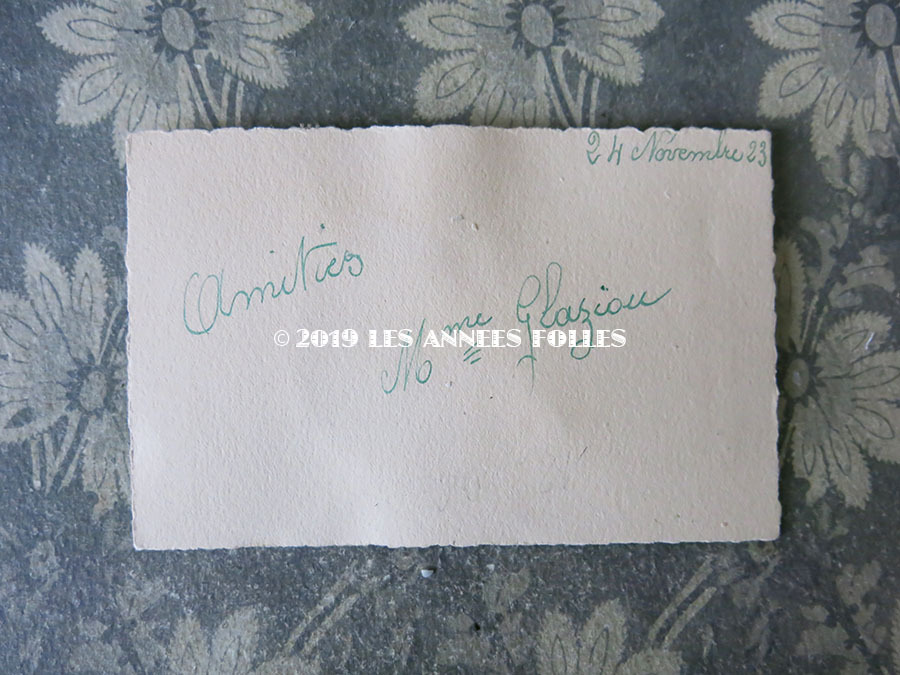 24 Novembre 23
Amitiés
Mme Glaziou
© 2019 LES ANNEES FOLLES